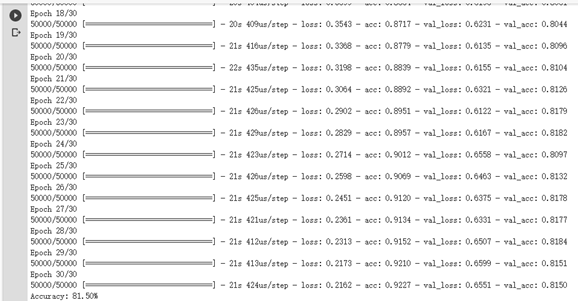 Epoch 18/30
50000/50000 [==============================] - 20s 409us/step - loss: 0.3543 - acc: 0.8717 - val_loss: 0.6231 - val_acc: 0.8044
Epoch 19/30
50000/50000 [==============================] - 21s 416us/step - loss: 0.3368 - acc: 0.8779 - val_loss: 0.6135 - val_acc: 0.8096
Epoch 20/30
50000/50000 [==============================] - 22s 435us/step - loss: 0.3198 - acc: 0.8839 - val_loss: 0.6155 - val_acc: 0.8104
Epoch 21/30
50000/50000 [==============================] - 21s 425us/step - loss: 0.3064 - acc: 0.8892 - val_loss: 0.6321 - val_acc: 0.8126
Epoch 22/30
50000/50000 [==============================] - 21s 426us/step - loss: 0.2902 - acc: 0.8951 - val_loss: 0.6122 - val_acc: 0.8179
Epoch 23/30
50000/50000 [==============================] - 21s 429us/step - loss: 0.2829 - acc: 0.8957 - val_loss: 0.6167 - val_acc: 0.8182
Epoch 24/30
50000/50000 [==============================] - 21s 423us/step - loss: 0.2714 - acc: 0.9012 - val_loss: 0.6558 - val_acc: 0.8097
Epoch 25/30
50000/50000 [==============================] - 21s 426us/step - loss: 0.2598 - acc: 0.9069 - val_loss: 0.6463 - val_acc: 0.8132
Epoch 26/30
50000/50000 [==============================] - 21s 425us/step - loss: 0.2451 - acc: 0.9120 - val_loss: 0.6375 - val_acc: 0.8178
Epoch 27/30
50000/50000 [==============================] - 21s 421us/step - loss: 0.2361 - acc: 0.9134 - val_loss: 0.6331 - val_acc: 0.8177
Epoch 28/30
50000/50000 [==============================] - 21s 412us/step - loss: 0.2313 - acc: 0.9152 - val_loss: 0.6507 - val_acc: 0.8184
Epoch 29/30
50000/50000 [==============================] - 21s 413us/step - loss: 0.2173 - acc: 0.9210 - val_loss: 0.6599 - val_acc: 0.8151
Epoch 30/30
50000/50000 [==============================] - 21s 424us/step - loss: 0.2162 - acc: 0.9227 - val_loss: 0.6551 - val_acc: 0.8150
Accuracy: 81.50%